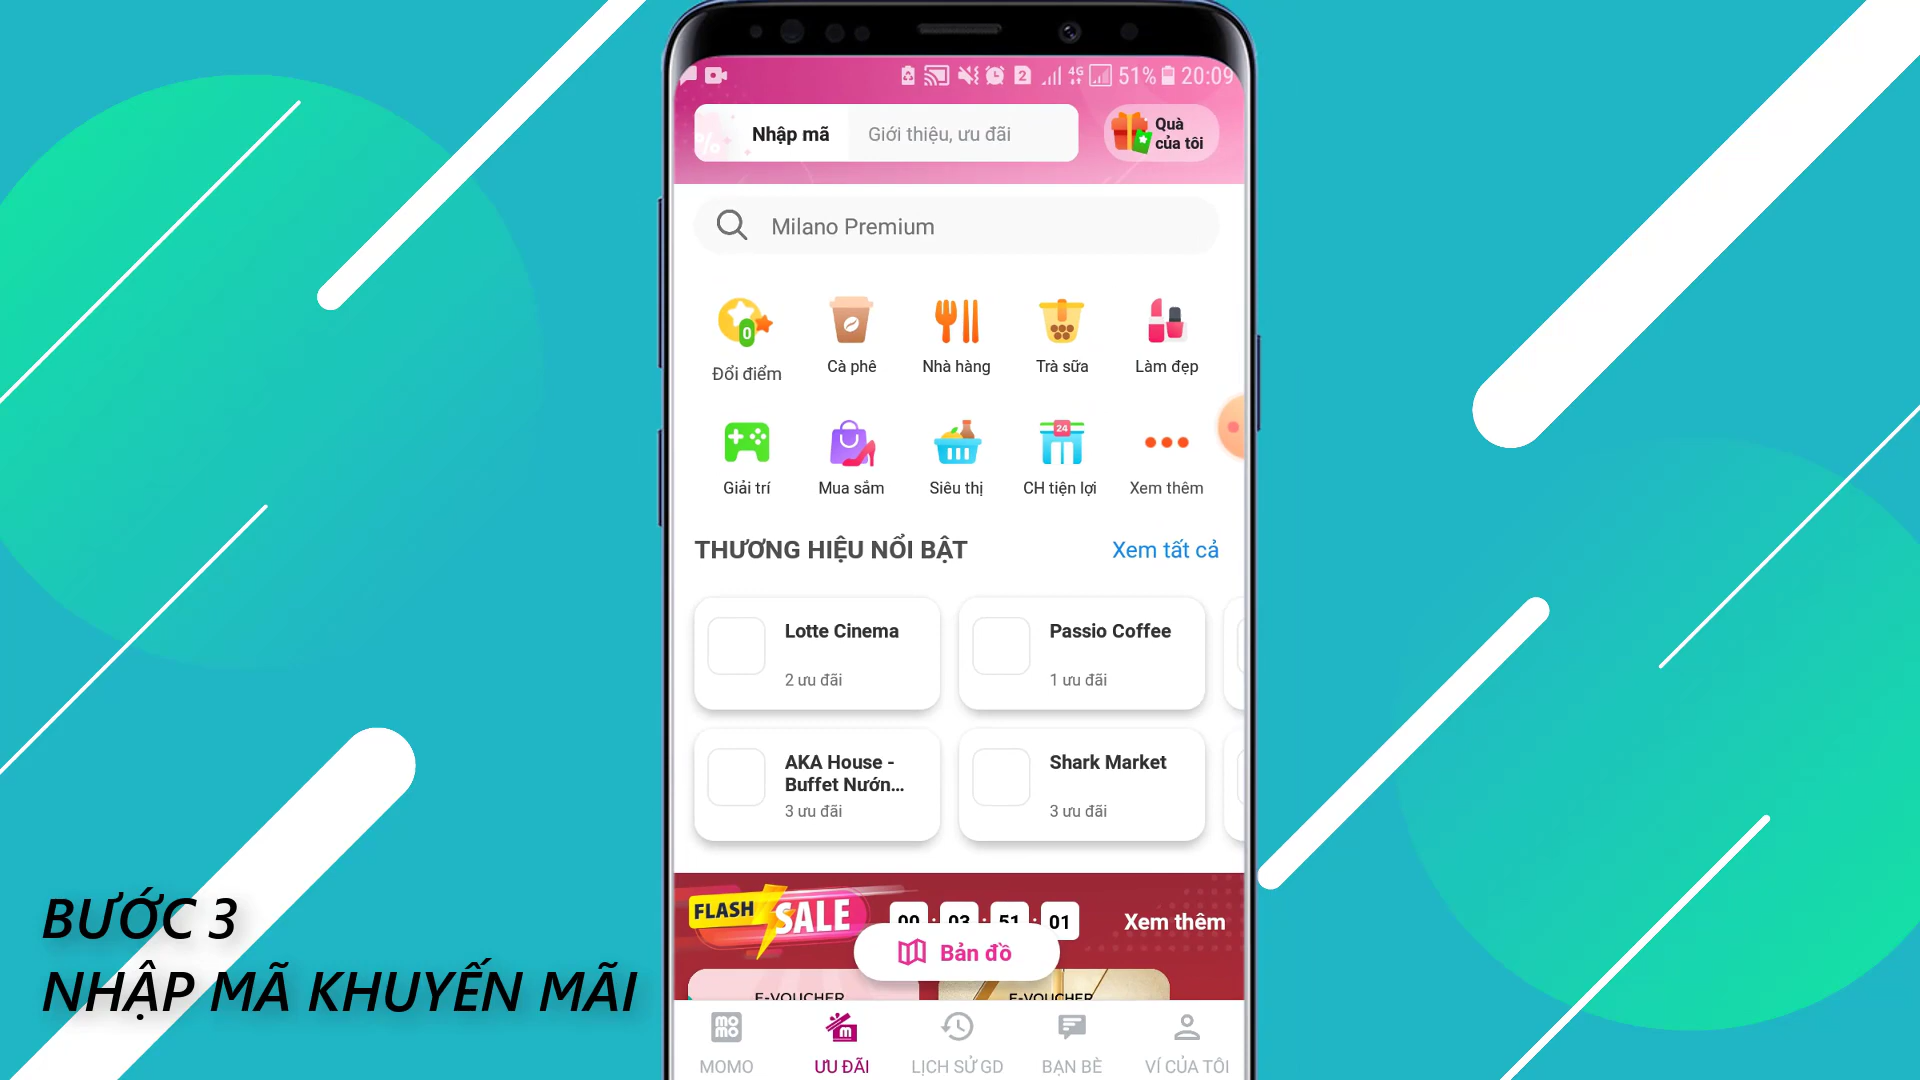 2 4G 51% 20:09
% Nhập mã Giới thiệu, ưu đãi
Quà
của tôi
Milano Premium
0
Đổi điểm Cà phê Nhà hàng Trà sữa Làm đẹp
24
Giải trí Mua sắm Siêu thị CH tiện lợi Xem thêm
THƯƠNG HIỆU NỔI BẬT Xem tất cả
Lotte Cinema
2 ưu đãi
Passio Coffee
1 ưu đãi
AKA House -
Buffet Nướn...
3 ưu đãi
Shark Market
3 ưu đãi
FLASH SALE 00 : 03 : 51 : 01 Xem thêm
Bản đồ
E-VOUCHER E-VOUCHER
MOMO ƯU ĐÃI LỊCH SỬ GD BẠN BÈ VÍ CỦA TÔI
BƯỚC 3
NHẬP MÃ KHUYẾN MÃI